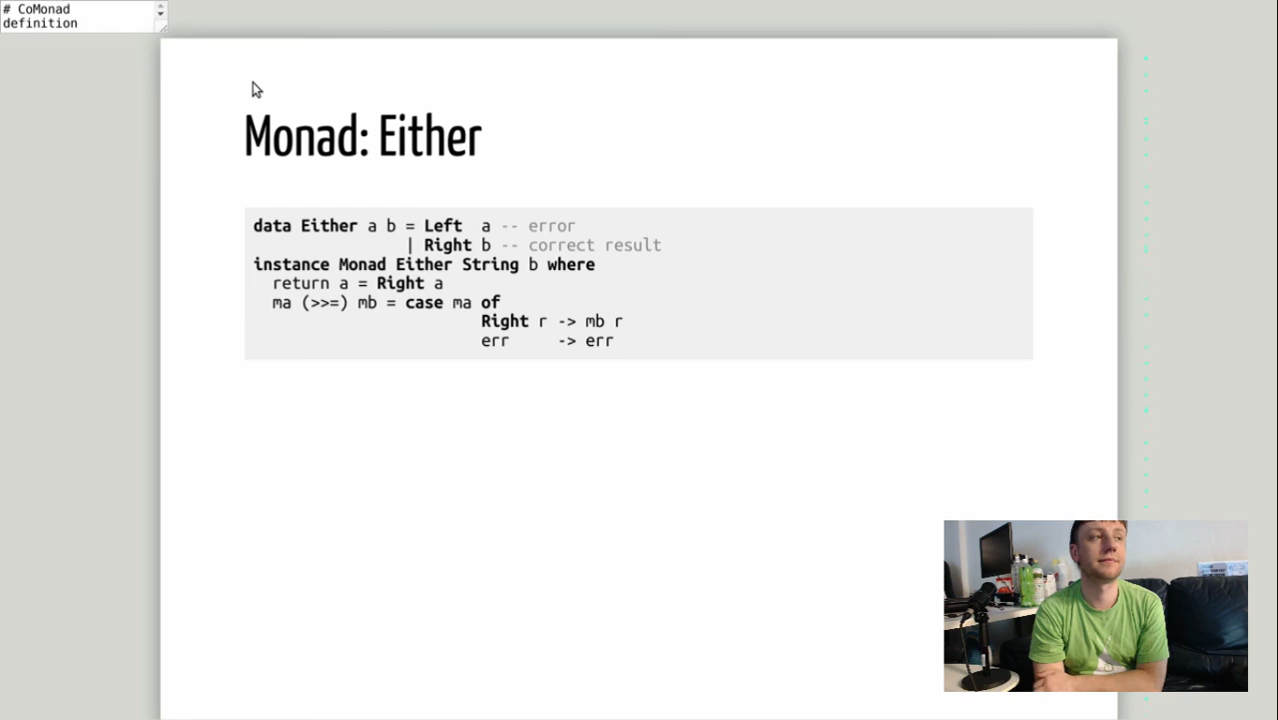 # CoMonad
definition
Monad: Either
data Either a b = Left  a -- error
                | Right b -- correct result
instance Monad Either String b where
  return a = Right a
  ma (>>=) mb = case ma of
                        Right r -> mb r
                        err     -> err